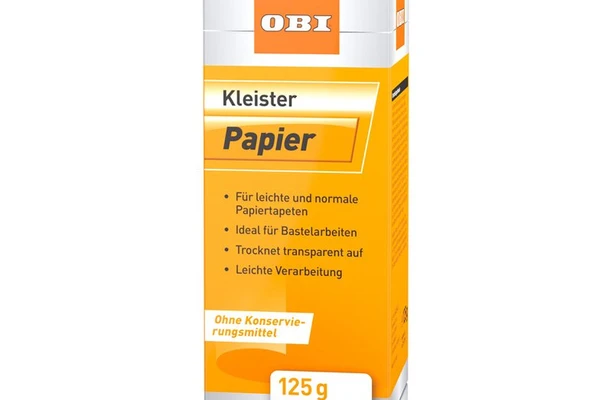 OBI
Kleister
Papier
• Für leichte und normale
Papiertapeten
• Ideal für Bastelarbeiten
• Trocknet transparent auf
• Leichte Verarbeitung
Ohne Konservie-
rungsmittel
125 g